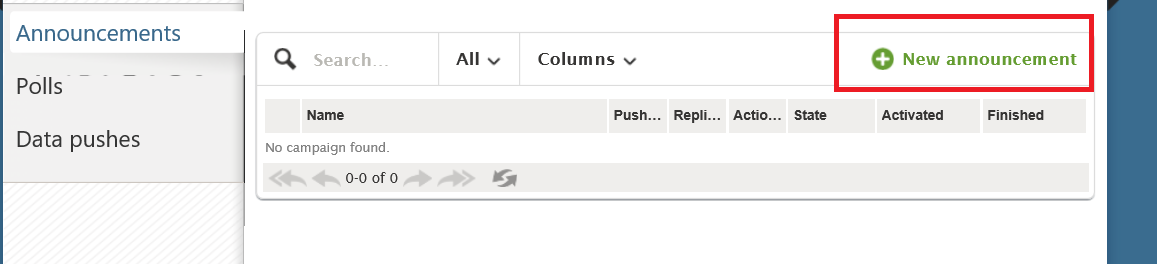 Announcements
Polls
Data pushes
Search...
All
Columns
New announcement
Name Push... Repli... Actio... State Activated Finished
No campaign found.
0-0 of 0